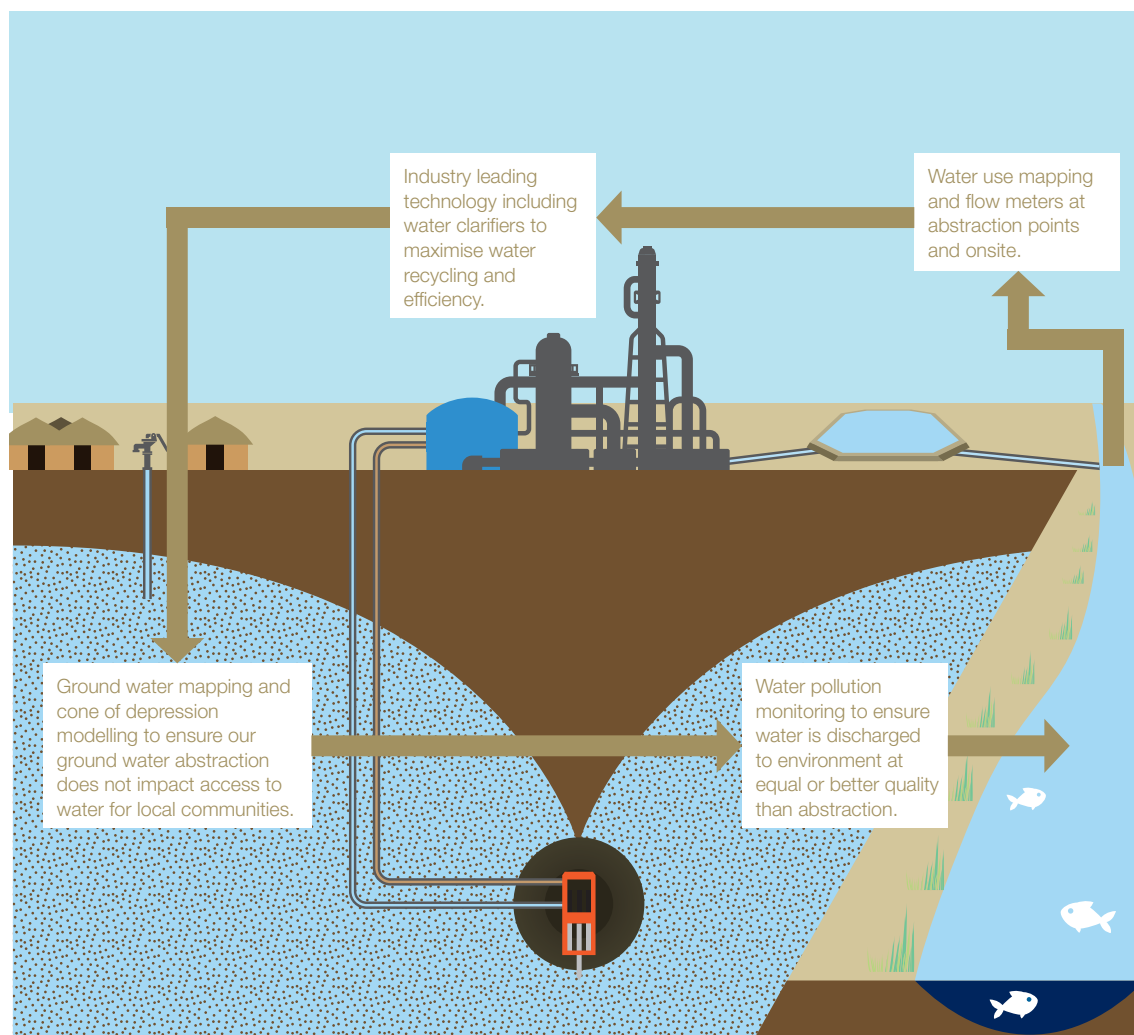 Industry leading
technology including
water clarifiers to
maximise water
recycling and
efficiency.
Water use mapping
and flow meters at
abstraction points
and onsite.
Ground water mapping and
cone of depression
modelling to ensure our
ground water abstraction
does not impact access to
water for local communities.
Water pollution
monitoring to ensure
water is discharged
to environment at
equal or better quality
than abstraction.